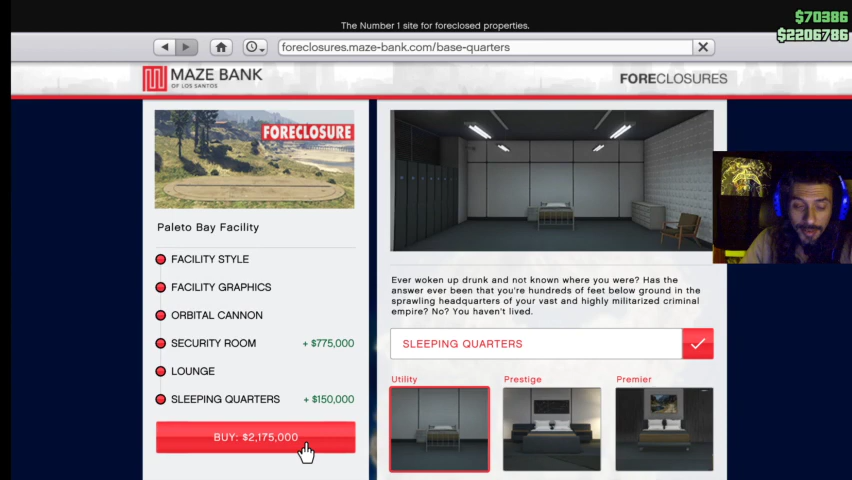 The Number 1 site for foreclosed properties.
$70386
$2206786
foreclosures.maze-bank.com/base-quarters
MAZE BANK
OF LOS SANTOS
FORECLOSURES
FORECLOSURE
Paleto Bay Facility
FACILITY STYLE
FACILITY GRAPHICS
ORBITAL CANNON
SECURITY ROOM + $775,000
LOUNGE
SLEEPING QUARTERS + $150,000
BUY: $2,175,000
Ever woken up drunk and not known where you were? Has the
answer ever been that you're hundreds of feet below ground in the
sprawling headquarters of your vast and highly militarized criminal
empire? No? You haven't lived.
SLEEPING QUARTERS
Utility Prestige Premier